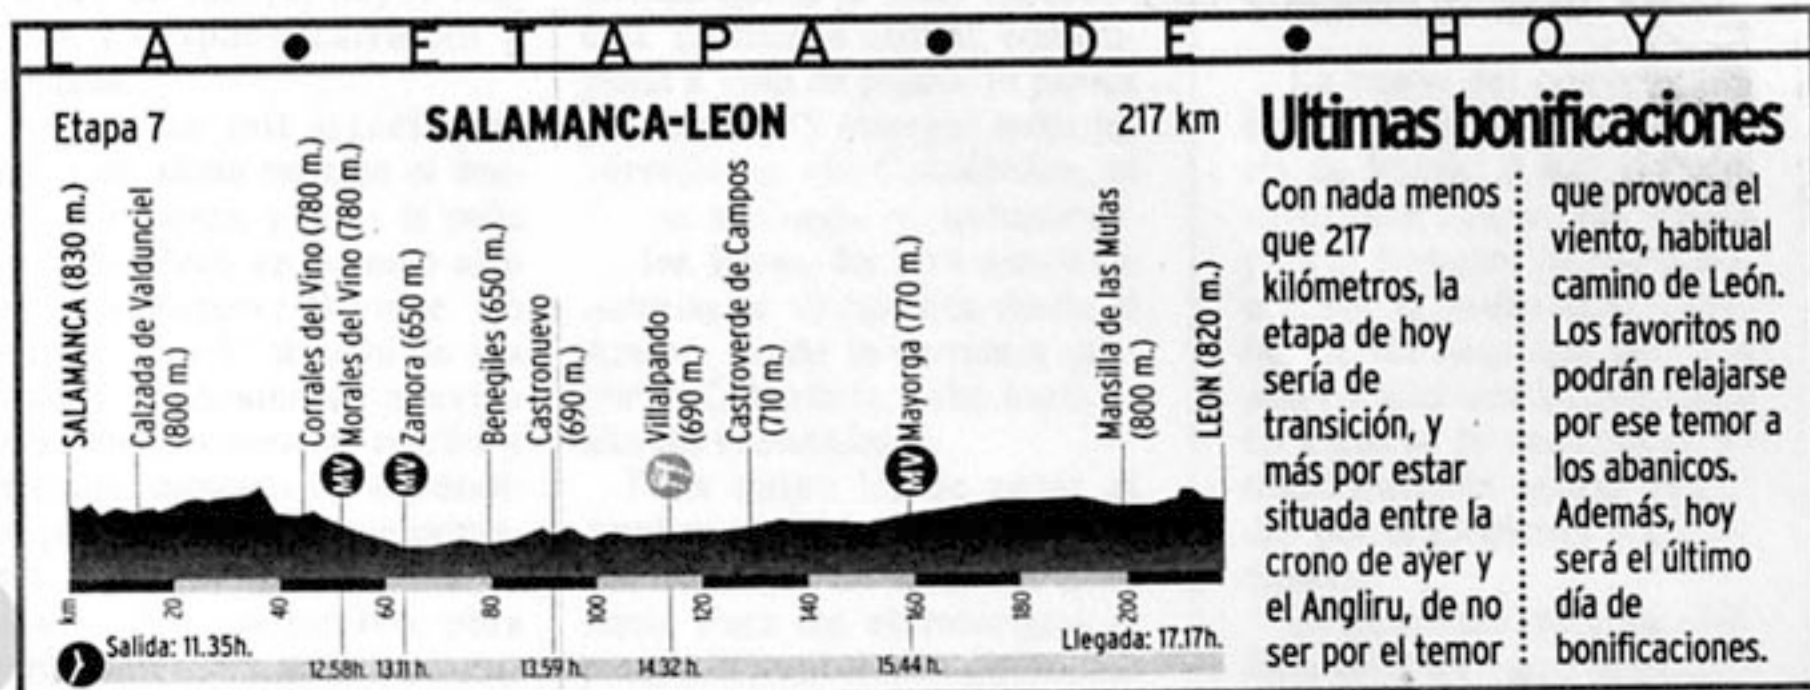 LA • ETAPA • DE • HOY
Etapa 7
SALAMANCA-LEON
217 km
SALAMANCA (830 m.)
Calzada de Valdunciel
(800 m.)
Corrales del Vino (780 m.)
Morales del Vino (780 m.)
Zamora (650 m.)
Benegiles (650 m.)
Castronuevo
(690 m.)
Villalpando
(690 m.)
Castroverde de Campos
(710 m.)
Mayorga (770 m.)
Mansilla de las Mulas
(800 m.)
LEON (820 m.)
MV
MV
MV
km
20
40
60
80
100
120
140
160
180
200
Salida: 11.35h.
12.58h.
13.11h.
13.59 h.
14.32 h.
15.44 h.
Llegada: 17.17h.
Ultimas bonificaciones
Con nada menos
que 217
kilómetros, la
etapa de hoy
sería de
transición, y
más por estar
situada entre la
crono de ayer y
el Angliru, de no
ser por el temor
que provoca el
viento, habitual
camino de León.
Los favoritos no
podrán relajarse
por ese temor a
los abanicos.
Además, hoy
será el último
día de
bonificaciones.